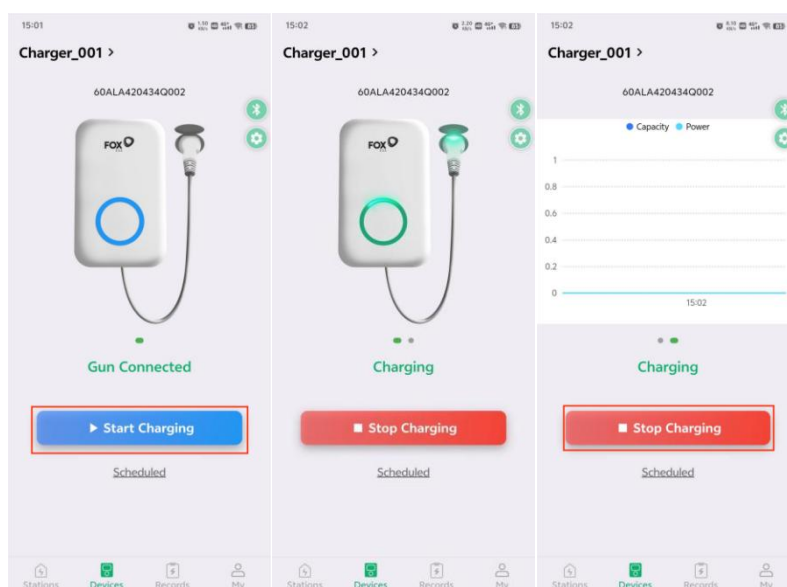 15:01
Charger_001 >
60ALA420434Q002
FOX
Gun Connected
Start Charging
Scheduled
Stations Devices Records My
15:02
Charger_001 >
60ALA420434Q002
FOX
Charging
Stop Charging
Scheduled
Stations Devices Records My
15:02
Charger_001 >
60ALA420434Q002
Capacity Power
1
0.8
0.6
0.4
0.2
0
15:02
Charging
Stop Charging
Scheduled
Stations Devices Records My